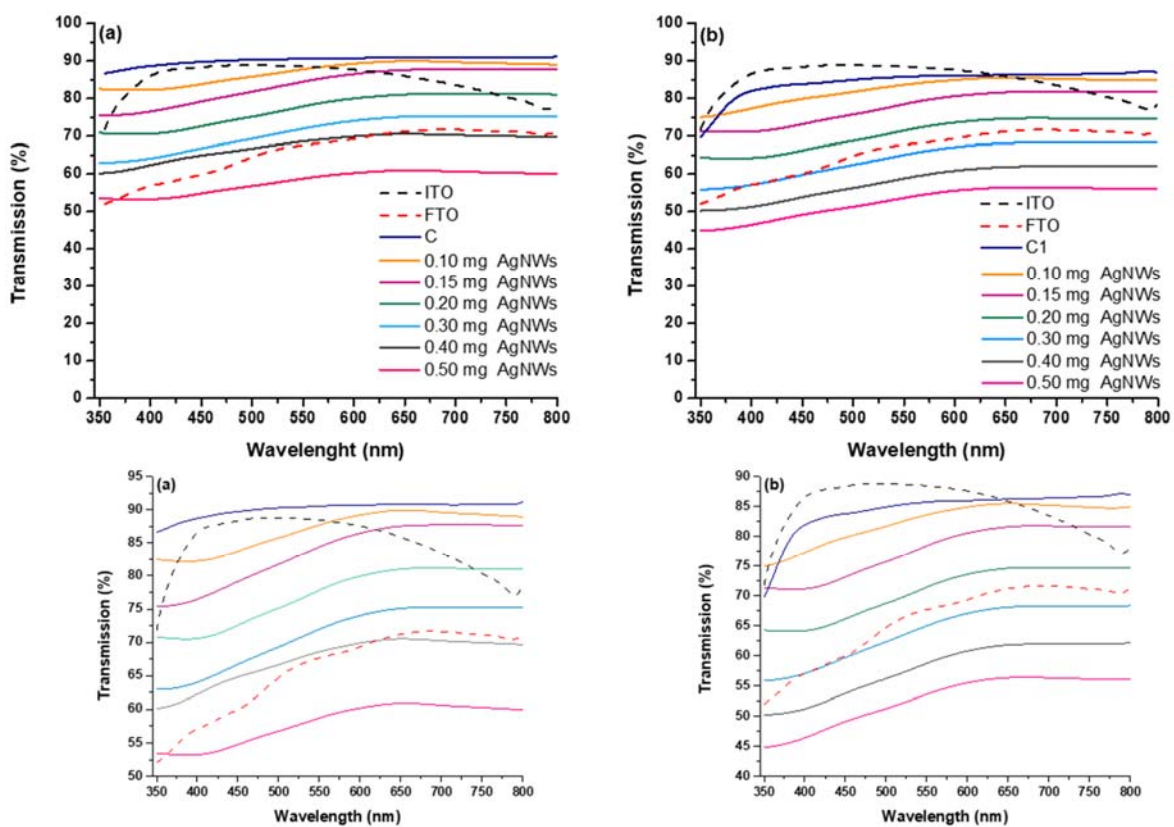 (a)
100
90
80
70
60
50
40
30
20
10
0
Transmission (%)
ITO
FTO
C
0.10 mg AgNWs
0.15 mg AgNWs
0.20 mg AgNWs
0.30 mg AgNWs
0.40 mg AgNWs
0.50 mg AgNWs
350 400 450 500 550 600 650 700 750 800
Wavelenght (nm)
(b)
100
90
80
70
60
50
40
30
20
10
0
Transmission (%)
ITO
FTO
C1
0.10 mg AgNWs
0.15 mg AgNWs
0.20 mg AgNWs
0.30 mg AgNWs
0.40 mg AgNWs
0.50 mg AgNWs
350 400 450 500 550 600 650 700 750 800
Wavelength (nm)
(a)
95
90
85
80
75
70
65
60
55
50
Transmission (%)
350 400 450 500 550 600 650 700 750 800
Wavelength (nm)
(b)
90
85
80
75
70
65
60
55
50
45
40
Transmission (%)
350 400 450 500 550 600 650 700 750 800
Wavelength (nm)